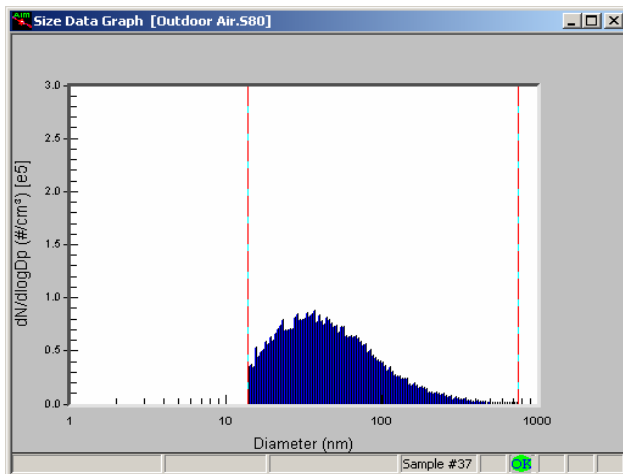 AIM Size Data Graph [Outdoor Air.S80]
3.0
2.5
2.0
1.5
1.0
0.5
0.0
dN/dlogDp (#/cm³) [e5]
1 10 100 1000
Diameter (nm)
Sample #37 OK